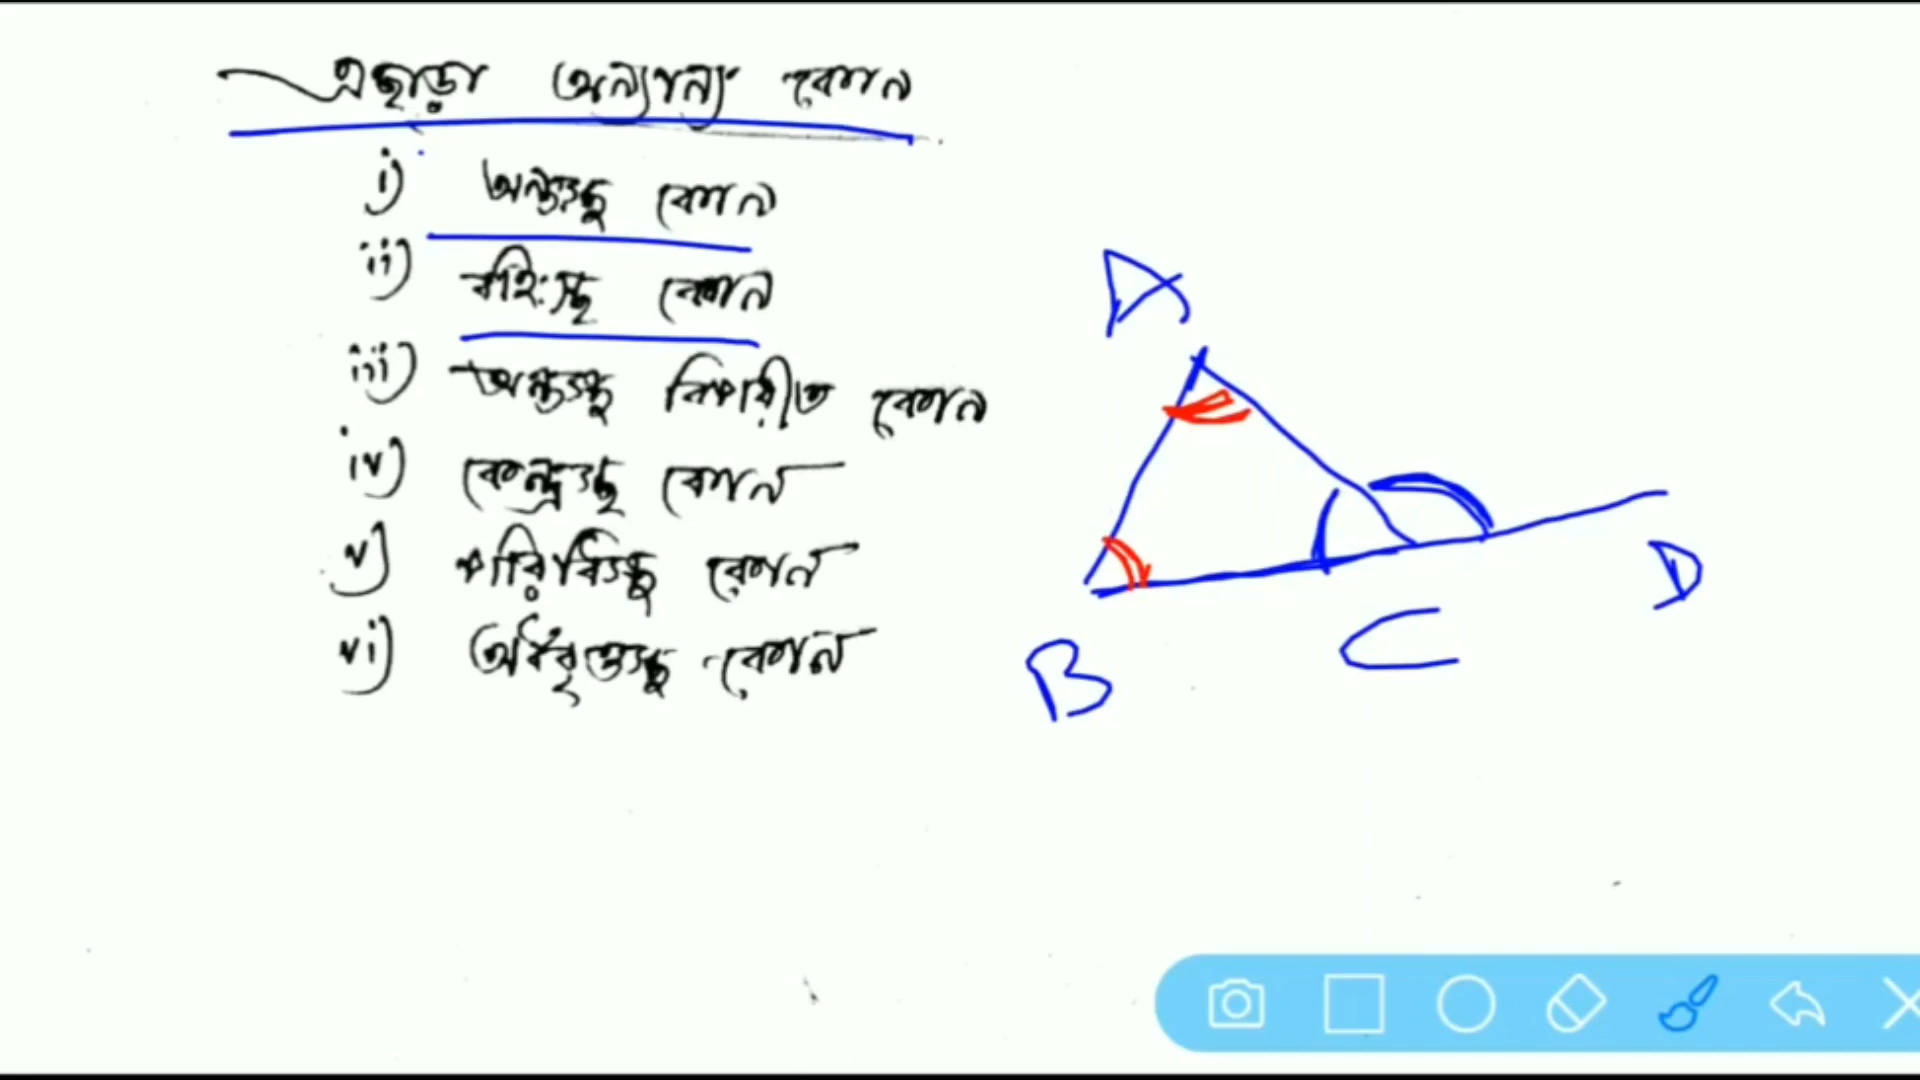 এছাড়া অন্যান্য কোন
i) অন্তঃস্থ কোন
ii) বহিঃস্থ কোন
iii) অন্তঃস্থ বিপরীত কোন
iv) কেন্দ্রস্থ কোন
v) পরিধিস্থ কোন
vi) অর্ধবৃত্তস্থ কোন
A
B
C
D